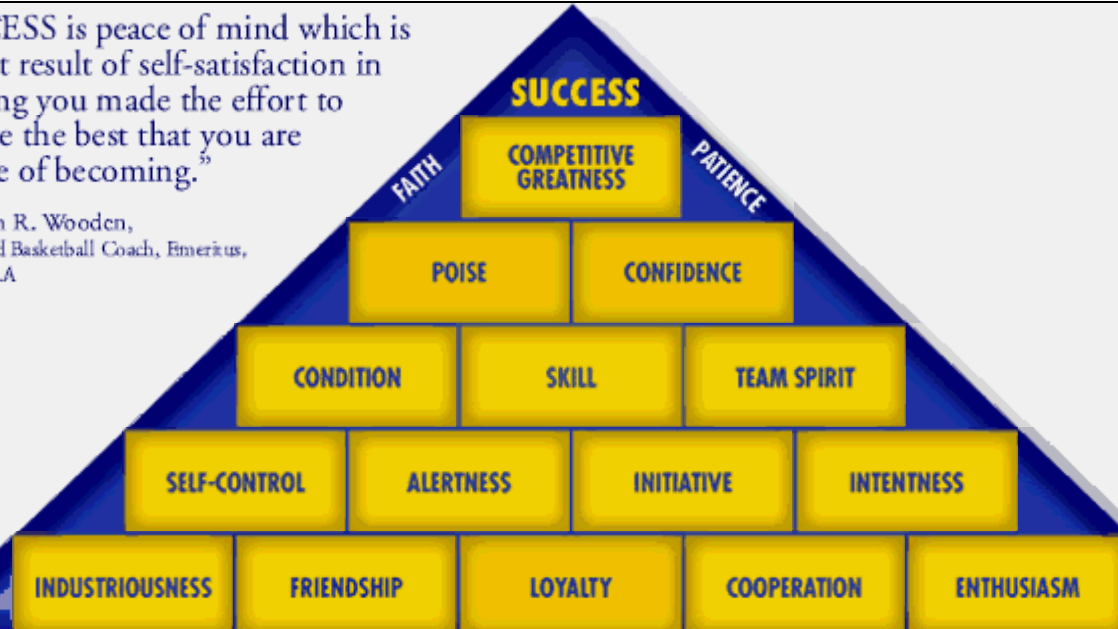 ESS is peace of mind which is
t result of self-satisfaction in
ng you made the effort to
e the best that you are
e of becoming.”
n R. Wooden,
d Basketball Coach, Emeritus,
LA
SUCCESS
FAITH
COMPETITIVE
GREATNESS
PATIENCE
POISE CONFIDENCE
CONDITION SKILL TEAM SPIRIT
SELF-CONTROL ALERTNESS INITIATIVE INTENTNESS
INDUSTRIOUSNESS FRIENDSHIP LOYALTY COOPERATION ENTHUSIASM